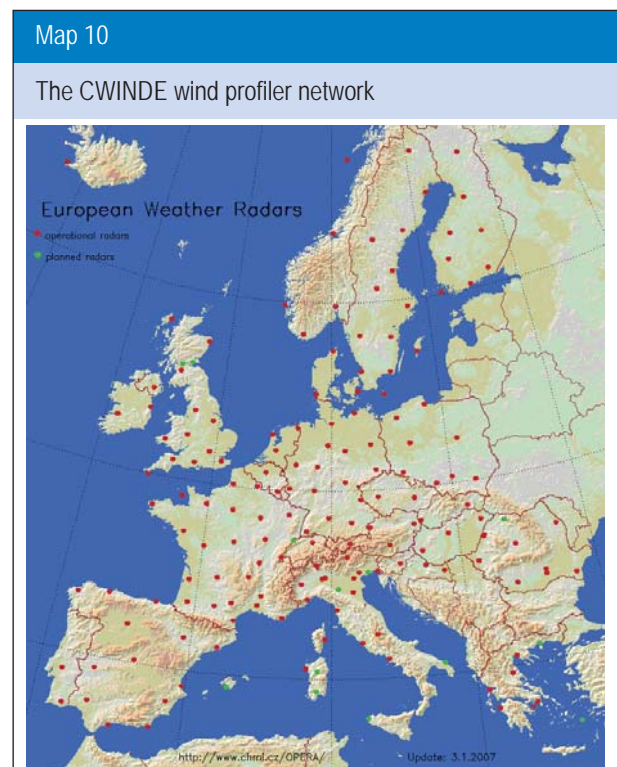 Map 10
The CWINDE wind profiler network
European Weather Radars
operational radars
planned radars
http://www.chmi.cz/OPERA/
Update: 3.1.2007